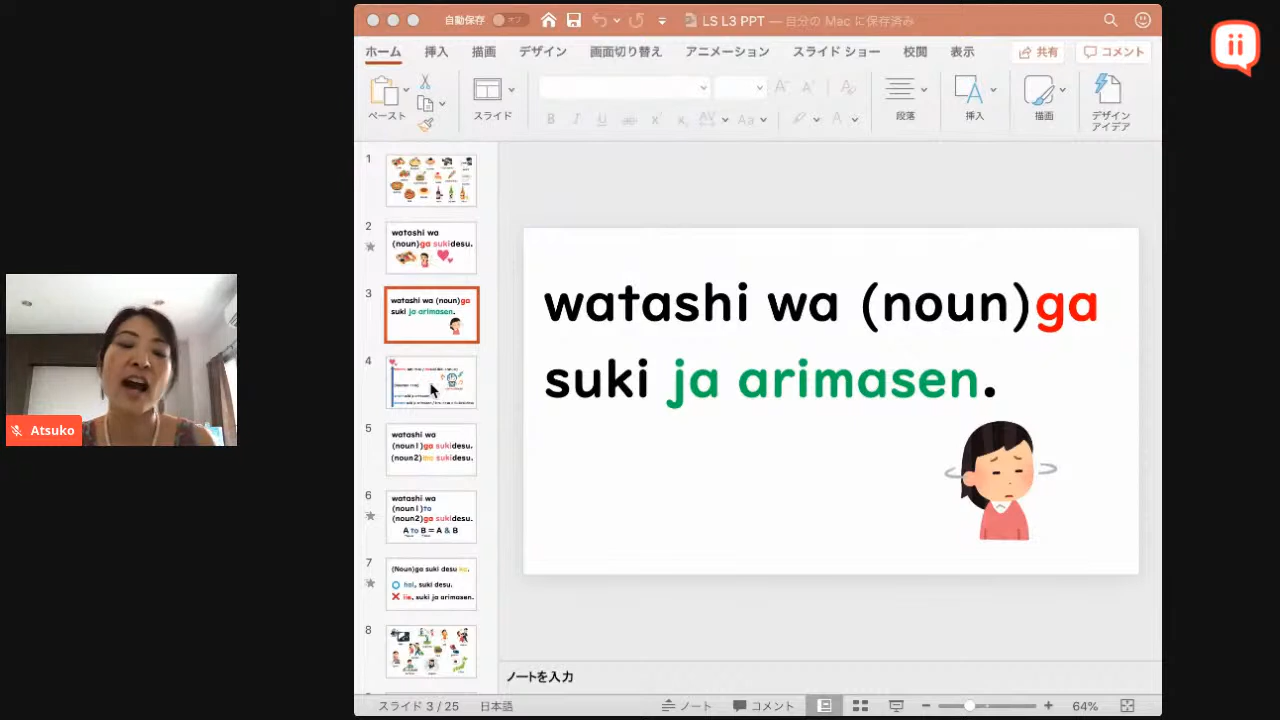 自動保存 オフ LS L3 PPT — 自分の Mac に保存済み
ホーム 挿入 描画 デザイン 画面切り替え アニメーション スライド ショー 校閲 表示 共有 コメント
ペースト スライド 段落 挿入 描画 デザイン アイデア
1
2
watashi wa
(noun)ga sukidesu.
3
watashi wa (noun)ga
suki ja arimasen.
4
5
watashi wa
(noun1)ga sukidesu.
(noun2)mo sukidesu.
6
watashi wa
(noun1)to
(noun2)ga sukidesu.
A to B = A & B
7
(Noun)ga suki desu ka.
hai, suki desu.
iie, suki ja arimasen.
8
watashi wa (noun)ga
suki ja arimasen.
Atsuko
ノートを入力
スライド 3 / 25 日本語 ノート コメント 64%